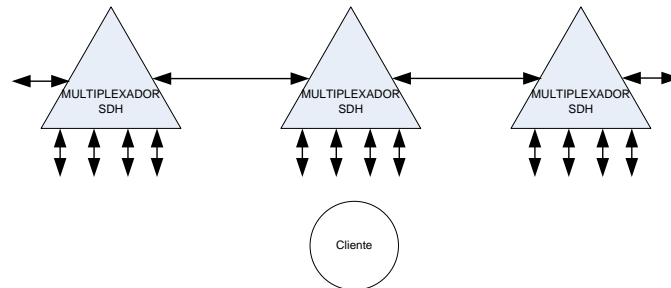 MULTIPLEXADOR
SDH
MULTIPLEXADOR
SDH
MULTIPLEXADOR
SDH
Cliente